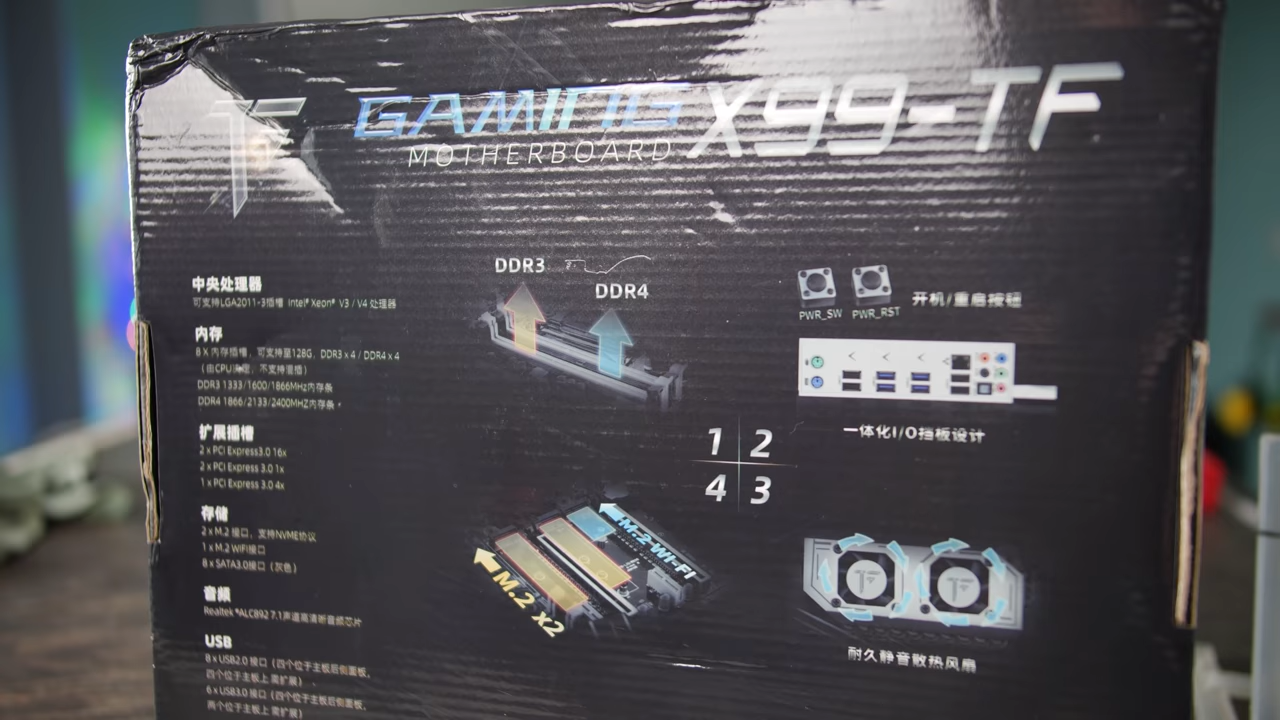 TF
GAMING X99-TF
MOTHERBOARD
中央处理器
可支持LGA2011-3插槽 Intel® Xeon® V3 / V4 处理器
内存
8 X 内存插槽，可支持至128G，DDR3 x 4 / DDR4 x 4
（由CPU决定，不支持混插）
DDR3 1333/1600/1866MHz内存条
DDR4 1866/2133/2400MHZ内存条
扩展插槽
2 x PCI Express3.0 16x
2 x PCI Express 3.0 1x
1 x PCI Express 3.0 4x
存储
2 x M.2 接口，支持NVME协议
1 x M.2 WIFI接口
8 x SATA3.0接口（灰色）
音频
Realtek ®ALC892 7.1声道高清晰音频芯片
USB
8 x USB2.0 接口（四个位于主板后侧面板，
四个位于主板上 需扩展）
6 x USB3.0 接口（四个位于主板后侧面板，
两个位于主板上 需扩展）
DDR3
DDR4
PWR_SW PWR_RST 开机/重启按钮
一体化I/O挡板设计
1 2
4 3
M.2-WI-FI
M.2 x2
耐久静音散热风扇